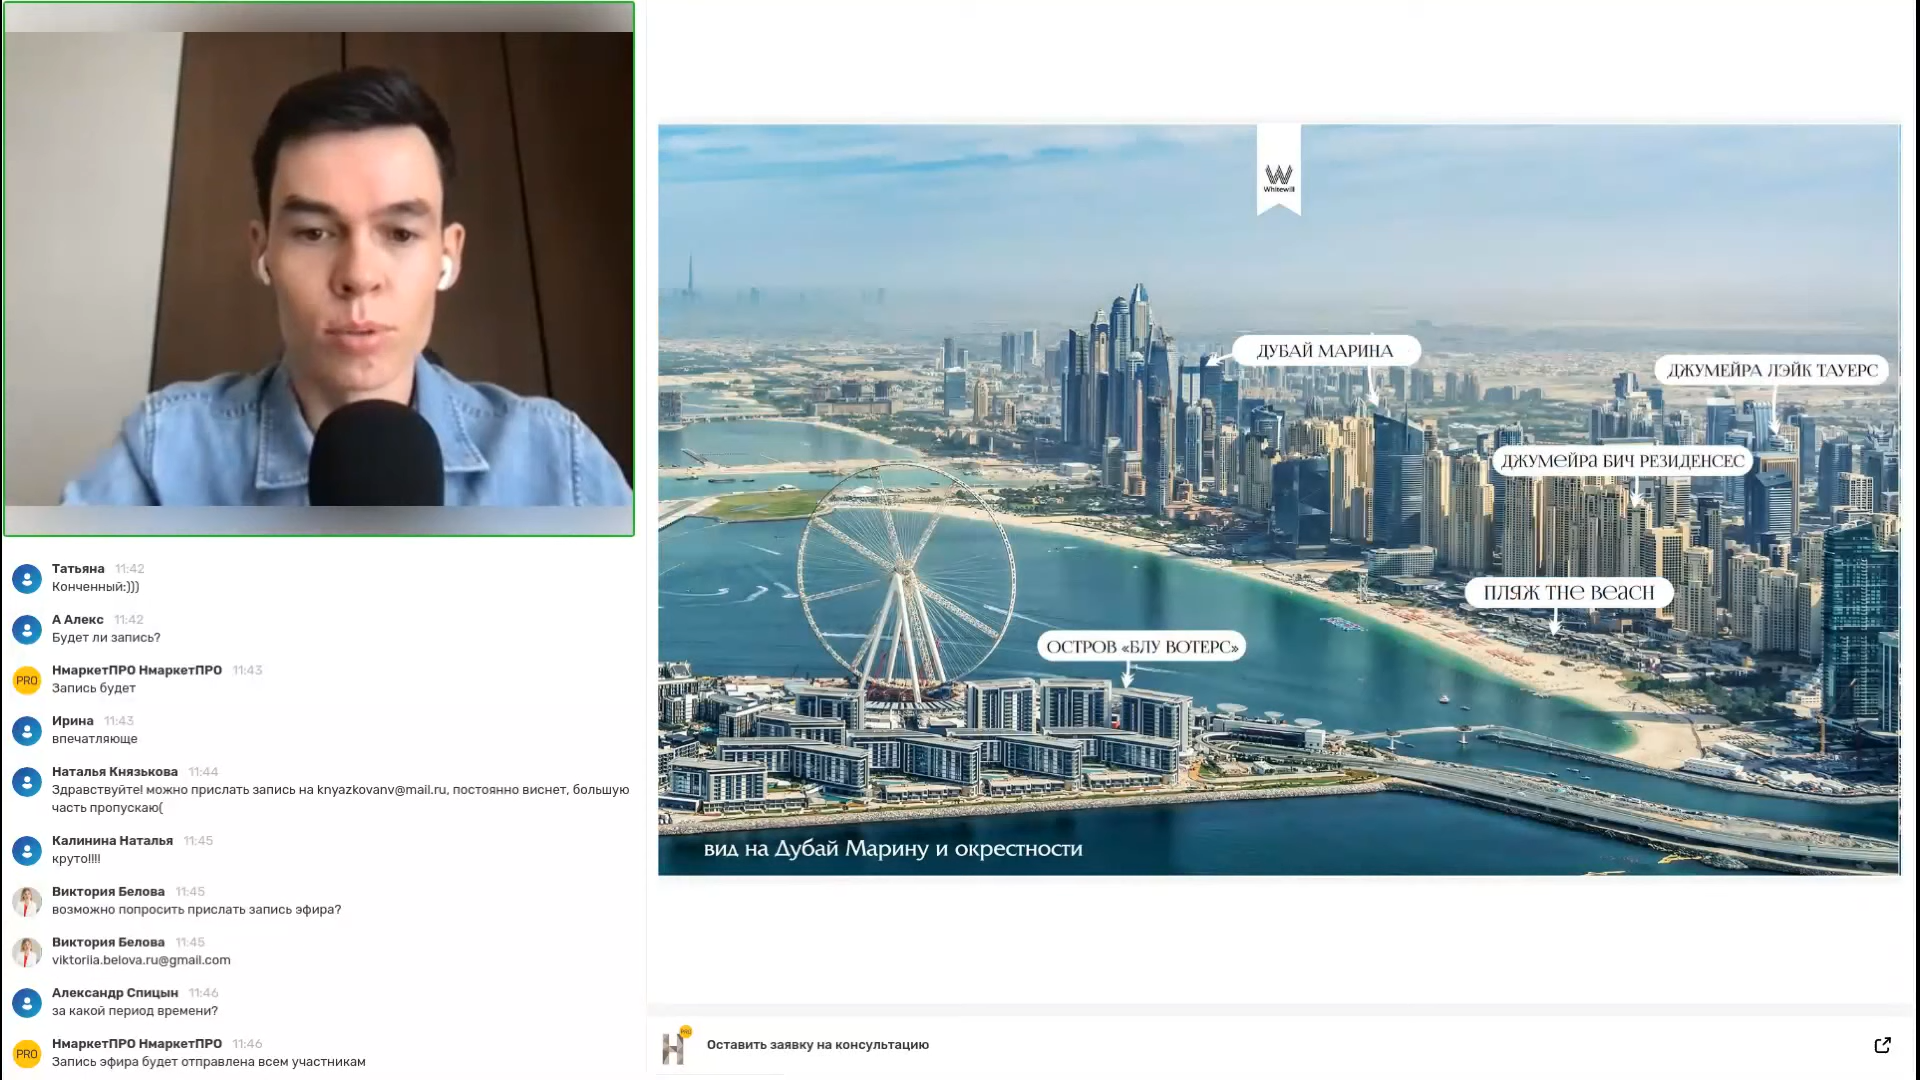 Татьяна 11:42
Конченный:)))
А Алекс 11:42
Будет ли запись?
НмаркетПРО НмаркетПРО 11:43
Запись будет
Ирина 11:43
впечатляюще
Наталья Князькова 11:44
Здравствуйте! можно прислать запись на knyazkovanv@mail.ru, постоянно виснет, большую
часть пропускаю(
Калинина Наталья 11:45
круто!!!!
Виктория Белова 11:45
возможно попросить прислать запись эфира?
Виктория Белова 11:45
viktoriia.belova.ru@gmail.com
Александр Спицын 11:46
за какой период времени?
PRO
НмаркетПРО НмаркетПРО 11:46
Запись эфира будет отправлена всем участникам
PRO
Whitewill
ДУБАЙ МАРИНА
ДЖУМЕЙРА ЛЭЙК ТАУЕРС
ДЖУМЕЙРА БИЧ РЕЗИДЕНСЕС
ПЛЯЖ THE BEACH
ОСТРОВ «БЛУ ВОТЕРС»
вид на Дубай Марину и окрестности
PRO
Н
Оставить заявку на консультацию